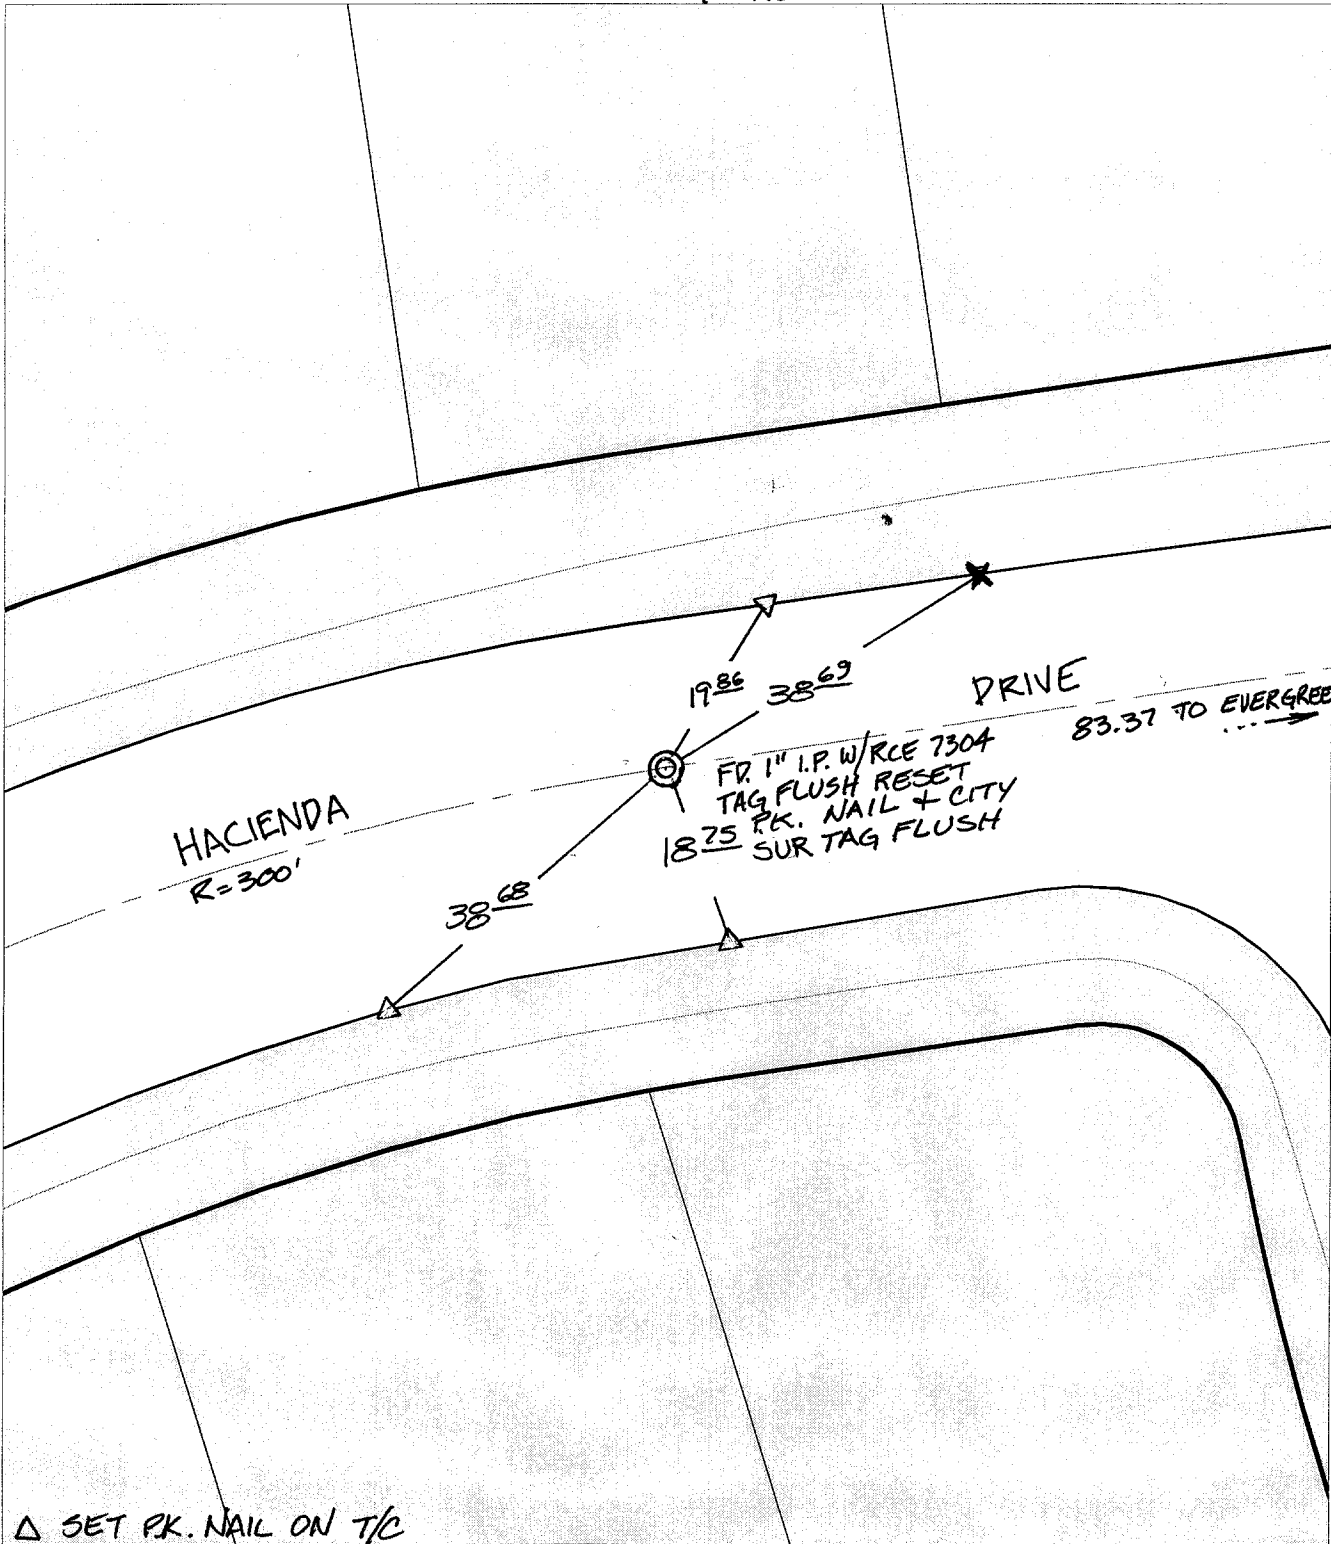 19 86
38 69
DRIVE
83.37 TO EVERGREE
FD. 1" I.P. W/RCE 7304
TAG FLUSH RESET
P.K. NAIL + CITY
SUR TAG FLUSH
18 75
HACIENDA
R=300'
38 68
△ SET P.K. NAIL ON T/C